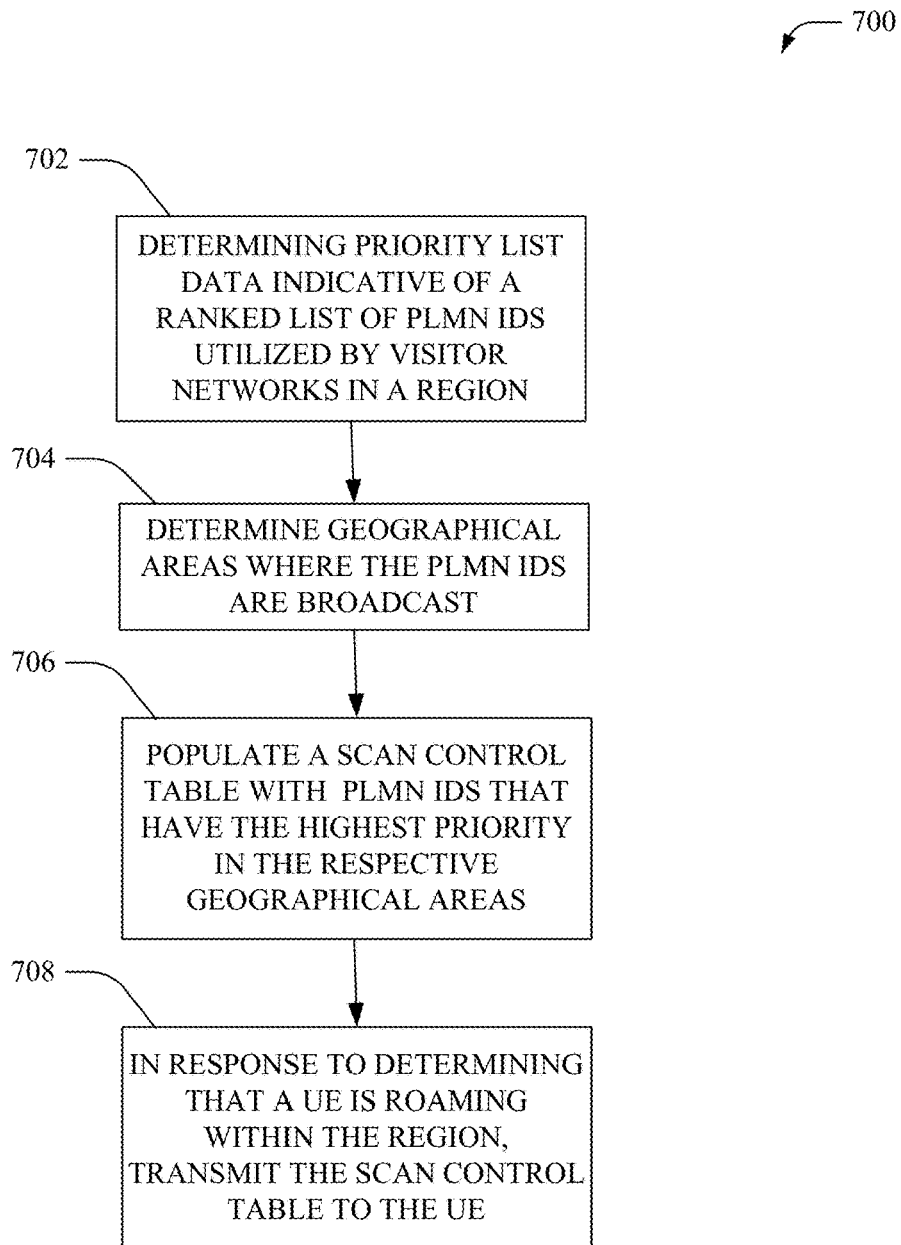 700
702
DETERMINING PRIORITY LIST
DATA INDICATIVE OF A
RANKED LIST OF PLMN IDS
UTILIZED BY VISITOR
NETWORKS IN A REGION
704
DETERMINE GEOGRAPHICAL
AREAS WHERE THE PLMN IDS
ARE BROADCAST
706
POPULATE A SCAN CONTROL
TABLE WITH PLMN IDS THAT
HAVE THE HIGHEST PRIORITY
IN THE RESPECTIVE
GEOGRAPHICAL AREAS
708
IN RESPONSE TO DETERMINING
THAT A UE IS ROAMING
WITHIN THE REGION,
TRANSMIT THE SCAN CONTROL
TABLE TO THE UE